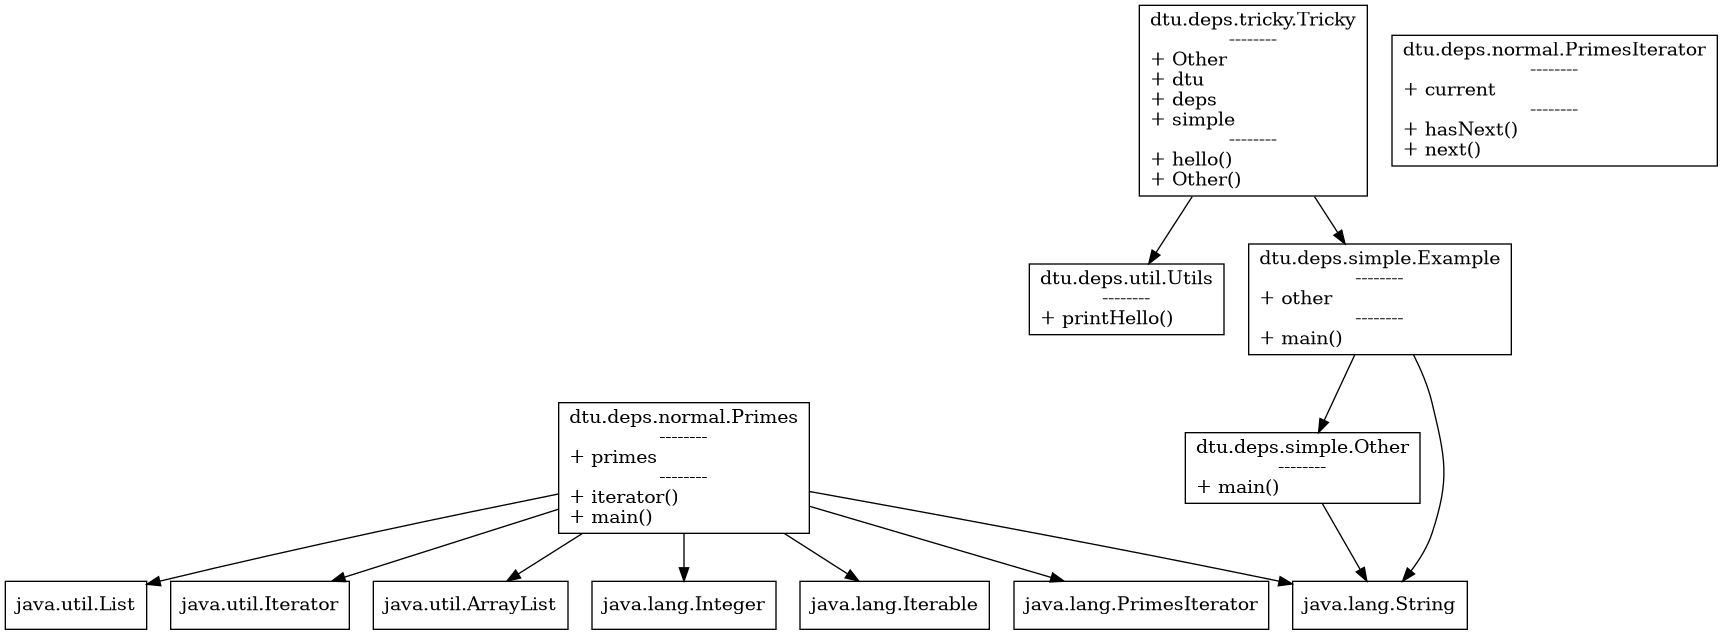 dtu.deps.tricky.Tricky
--------
+ Other
+ dtu
+ deps
+ simple
--------
+ hello()
+ Other()
dtu.deps.normal.PrimesIterator
--------
+ current
--------
+ hasNext()
+ next()
dtu.deps.util.Utils
--------
+ printHello()
dtu.deps.simple.Example
--------
+ other
--------
+ main()
dtu.deps.normal.Primes
--------
+ primes
--------
+ iterator()
+ main()
dtu.deps.simple.Other
--------
+ main()
java.util.List
java.util.Iterator
java.util.ArrayList
java.lang.Integer
java.lang.Iterable
java.lang.PrimesIterator
java.lang.String